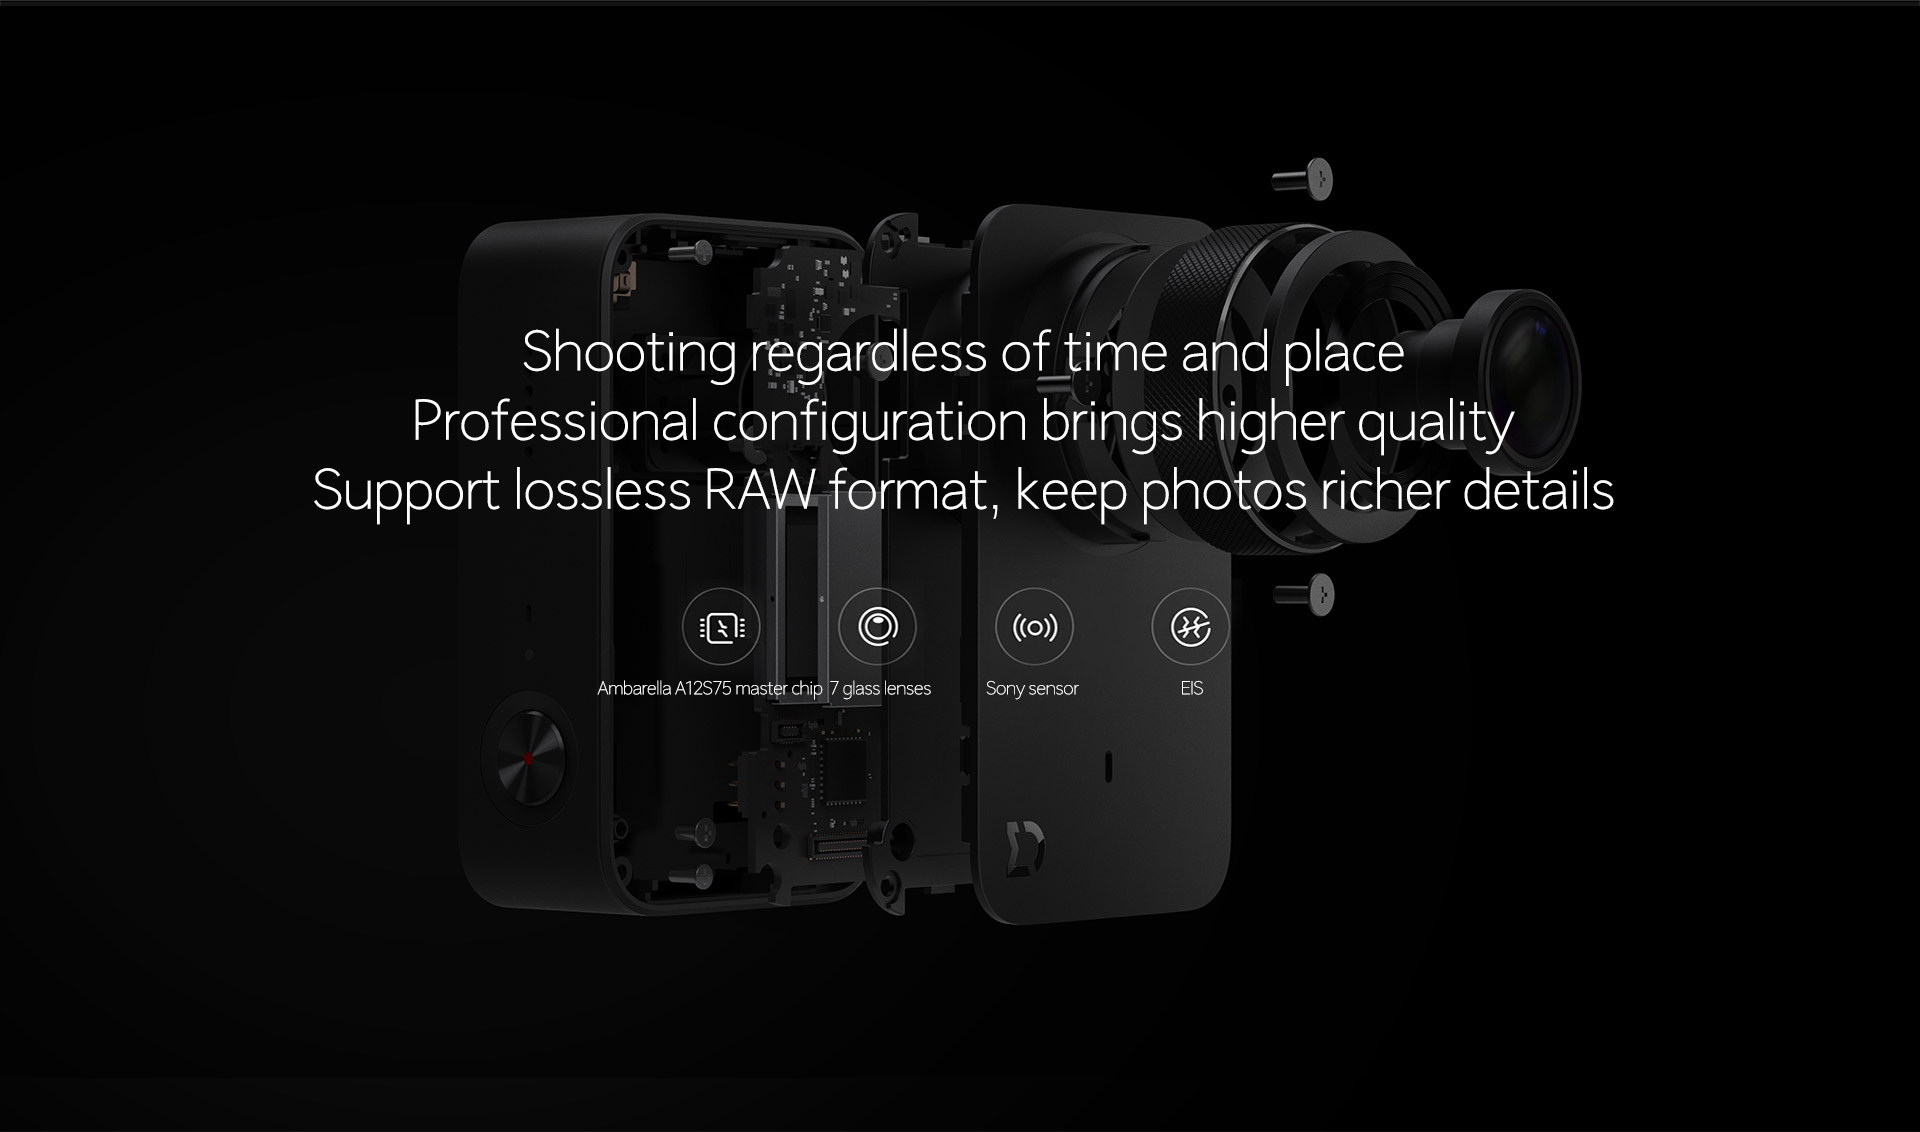 Shooting regardless of time and place
Professional configuration brings higher quality
Support lossless RAW format, keep photos richer details
Ambarella A12S75 master chip
7 glass lenses
Sony sensor
EIS